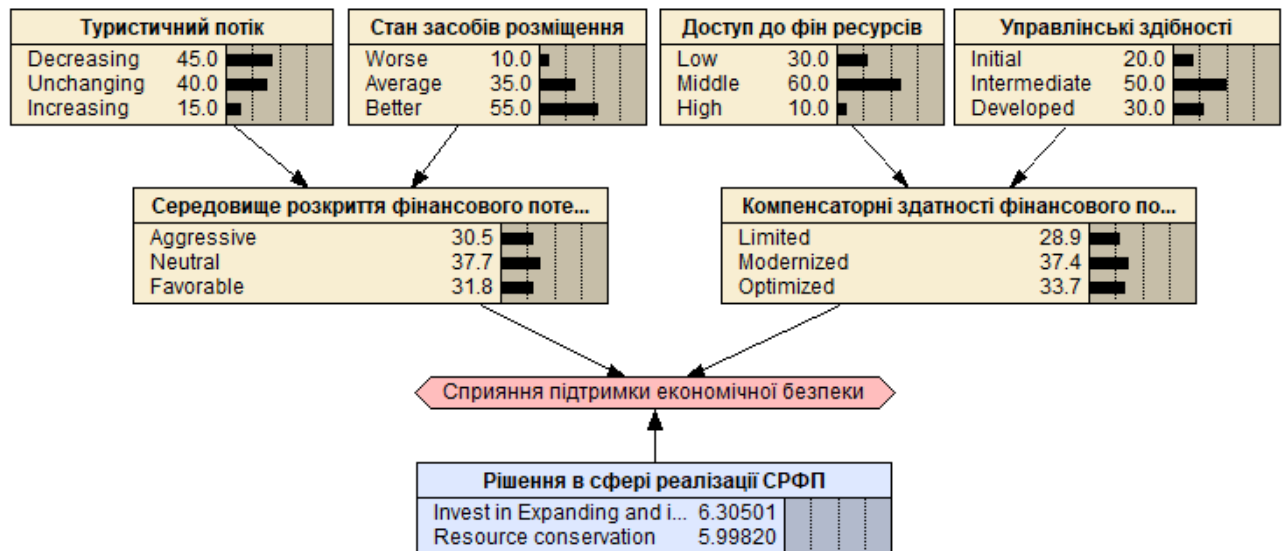 Туристичний потік
Decreasing 45.0
Unchanging 40.0
Increasing 15.0
Стан засобів розміщення
Worse 10.0
Average 35.0
Better 55.0
Доступ до фін ресурсів
Low 30.0
Middle 60.0
High 10.0
Управлінські здібності
Initial 20.0
Intermediate 50.0
Developed 30.0
Середовище розкриття фінансового поте...
Aggressive 30.5
Neutral 37.7
Favorable 31.8
Компенсаторні здатності фінансового по...
Limited 28.9
Modernized 37.4
Optimized 33.7
Сприяння підтримки економічної безпеки
Рішення в сфері реалізації СРФП
Invest in Expanding and i... 6.30501
Resource conservation 5.99820